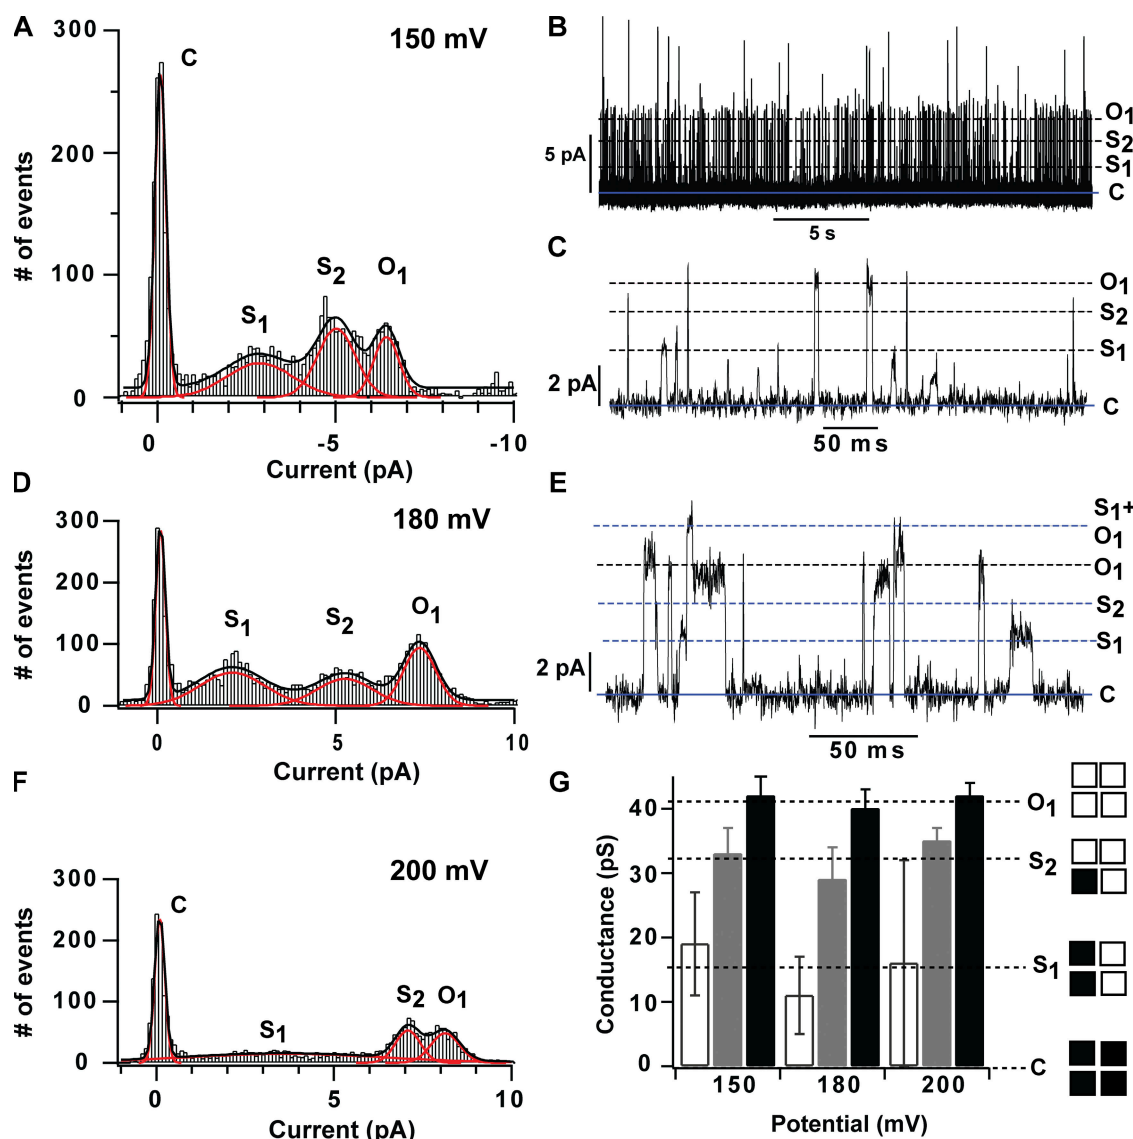 A
300
200
100
0
# of events
150 mV
C
S1
S2
O1
0
-5
-10
Current (pA)
B
5 pA
O1
S2
S1
C
5 s
C
2 pA
O1
S2
S1
C
50 ms
D
300
200
100
0
# of events
180 mV
S1
S2
O1
0
5
10
Current (pA)
E
2 pA
S1+
O1
O1
S2
S1
C
50 ms
F
300
200
100
0
# of events
200 mV
C
S1
S2
O1
0
5
10
Current (pA)
G
40
30
20
10
0
Conductance (pS)
O1
S2
S1
C
150
180
200
Potential (mV)